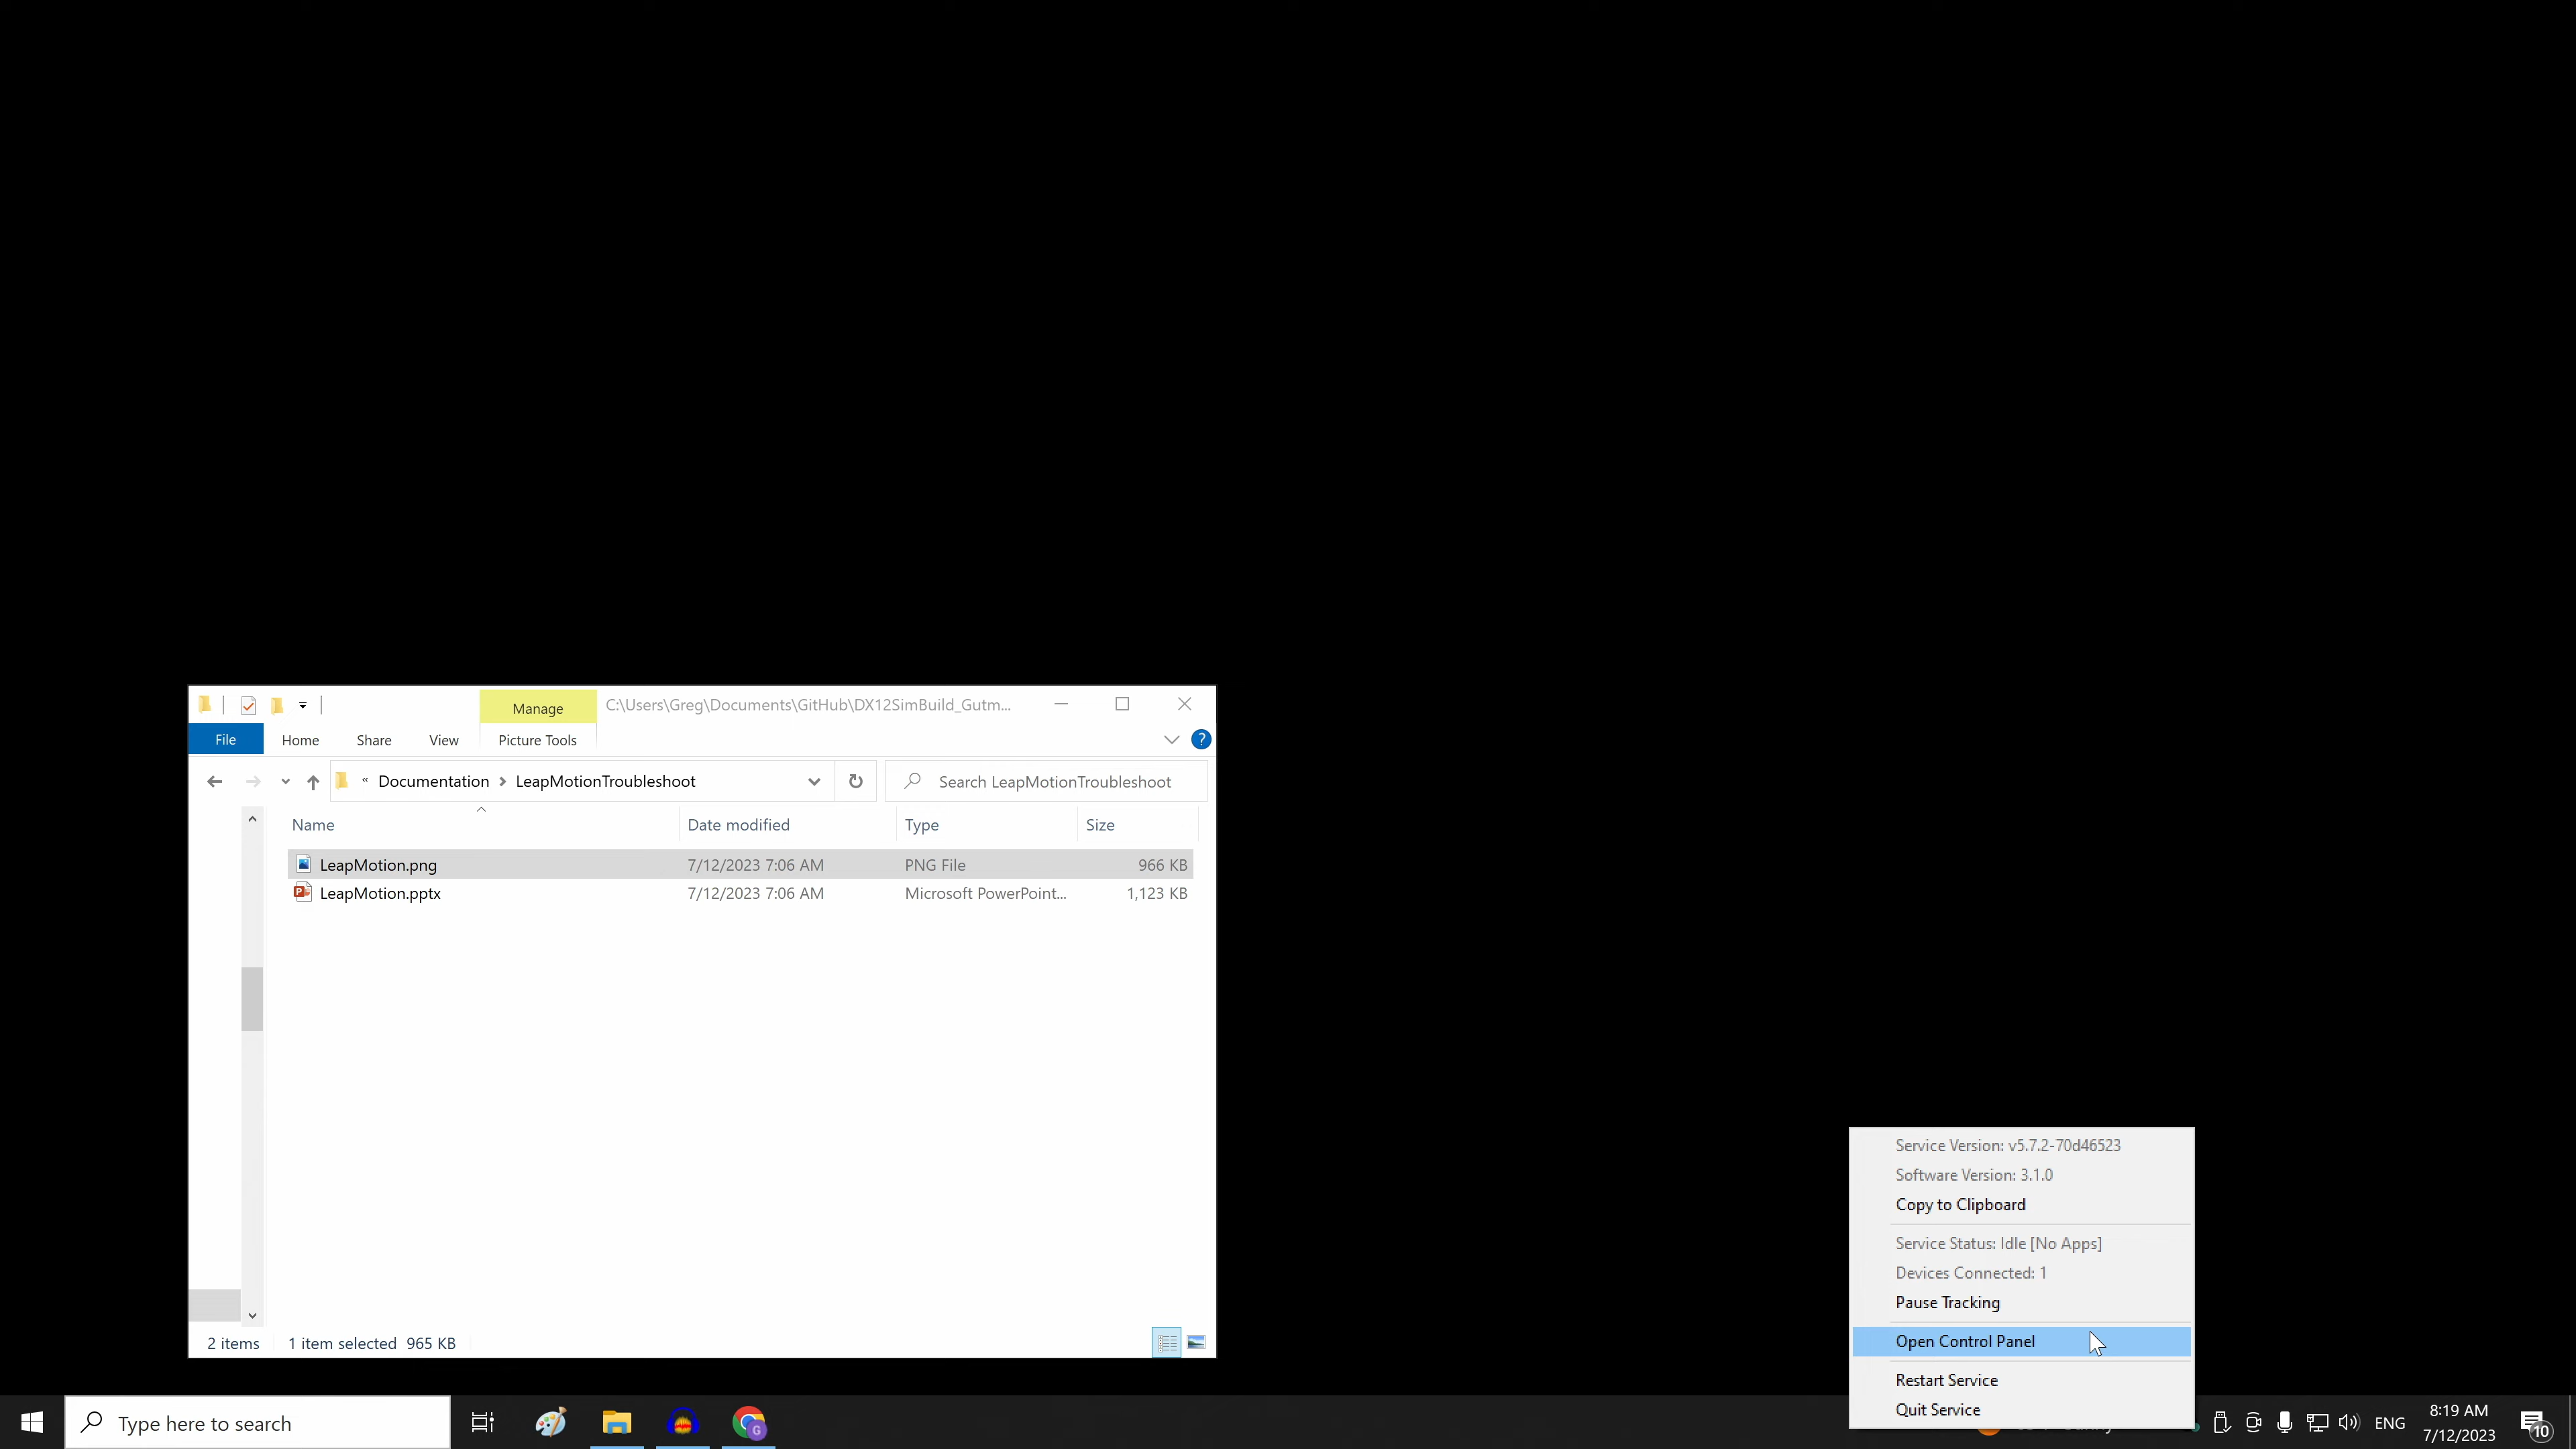 Manage
C:\Users\Greg\Documents\GitHub\DX12SimBuild_Gutm...
File
Home
Share
View
Picture Tools
?
« Documentation > LeapMotionTroubleshoot
Search LeapMotionTroubleshoot
Name
Date modified
Type
Size
LeapMotion.png
7/12/2023 7:06 AM
PNG File
966 KB
LeapMotion.pptx
7/12/2023 7:06 AM
Microsoft PowerPoint...
1,123 KB
2 items
1 item selected 965 KB
Service Version: v5.7.2-70d46523
Software Version: 3.1.0
Copy to Clipboard
Service Status: Idle [No Apps]
Devices Connected: 1
Pause Tracking
Open Control Panel
Restart Service
Quit Service
Type here to search
G
ENG
8:19 AM
7/12/2023
10